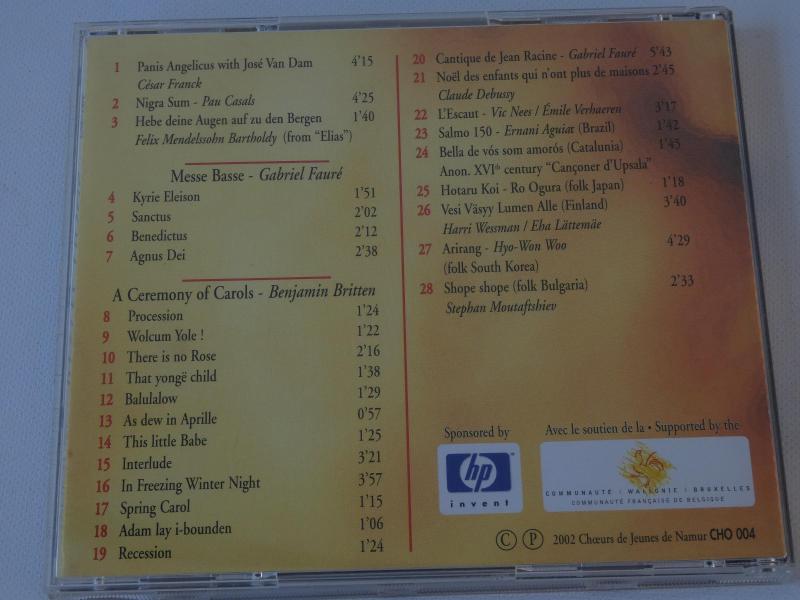 1 Panis Angelicus with José Van Dam 4'15
César Franck
2 Nigra Sum - Pau Casals 4'25
3 Hebe deine Augen auf zu den Bergen 1'40
Felix Mendelssohn Bartholdy (from "Elias")
Messe Basse - Gabriel Fauré
4 Kyrie Eleison 1'51
5 Sanctus 2'02
6 Benedictus 2'12
7 Agnus Dei 2'38
A Ceremony of Carols - Benjamin Britten
8 Procession 1'24
9 Wolcum Yole ! 1'22
10 There is no Rose 2'16
11 That yongë child 1'38
12 Balulalow 1'29
13 As dew in Aprille 0'57
14 This little Babe 1'25
15 Interlude 3'21
16 In Freezing Winter Night 3'57
17 Spring Carol 1'15
18 Adam lay i-bounden 1'06
19 Recession 1'24
20 Cantique de Jean Racine - Gabriel Fauré 5'43
21 Noël des enfants qui n'ont plus de maisons 2'45
Claude Debussy
22 L'Escaut - Vic Nees / Émile Verhaeren 3'17
23 Salmo 150 - Ernani Aguiar (Brazil) 1'42
24 Bella de vós som amorós (Catalunia) 1'45
Anon. XVIth century "Cançoner d'Upsala"
25 Hotaru Koi - Ro Ogura (folk Japan) 1'18
26 Vesi Väsyy Lumen Alle (Finland) 3'40
Harri Wessman / Eha Lättemäe
27 Arirang - Hyo-Won Woo 4'29
(folk South Korea)
28 Shope shope (folk Bulgaria) 2'33
Stephan Moutaftshiev
Sponsored by
hp
invent
Avec le soutien de la • Supported by the
COMMUNAUTÉ / WALLONIE / BRUXELLES
COMMUNAUTÉ FRANÇAISE DE BELGIQUE
© ℗ 2002 Chœurs de Jeunes de Namur CHO 004